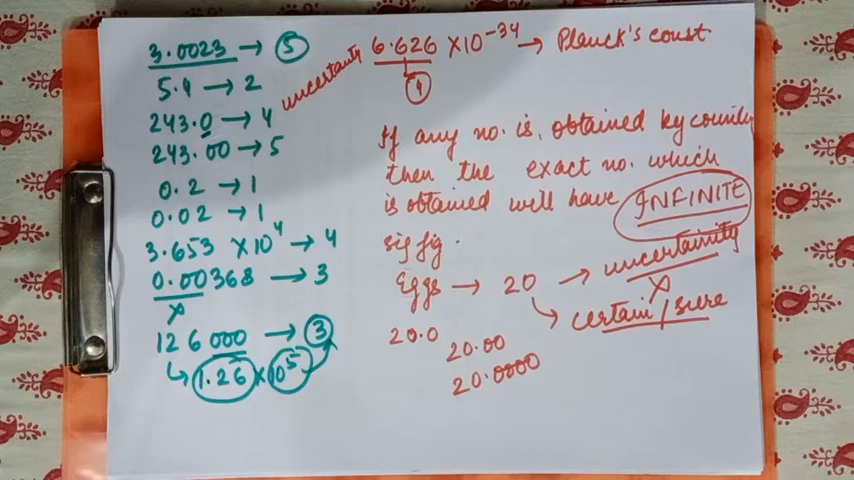 3.0023 → 5
5.4 → 2
243.0 → 4
243.00 → 5
0.2 → 1
0.02 → 1
3.653 ×10⁴ → 4
0.00368 → 3
x
126000 → 3
↳ 1.26 × 10⁵
uncertainty
6.626 ×10⁻³⁴ → Planck's const
4
If any no. is obtained by counting
then the exact no. which
is obtained will have INFINITE
sig fig.
Eggs → 20 → uncertainity
x
↳ certain / sure
20.0
20.00
20.0000